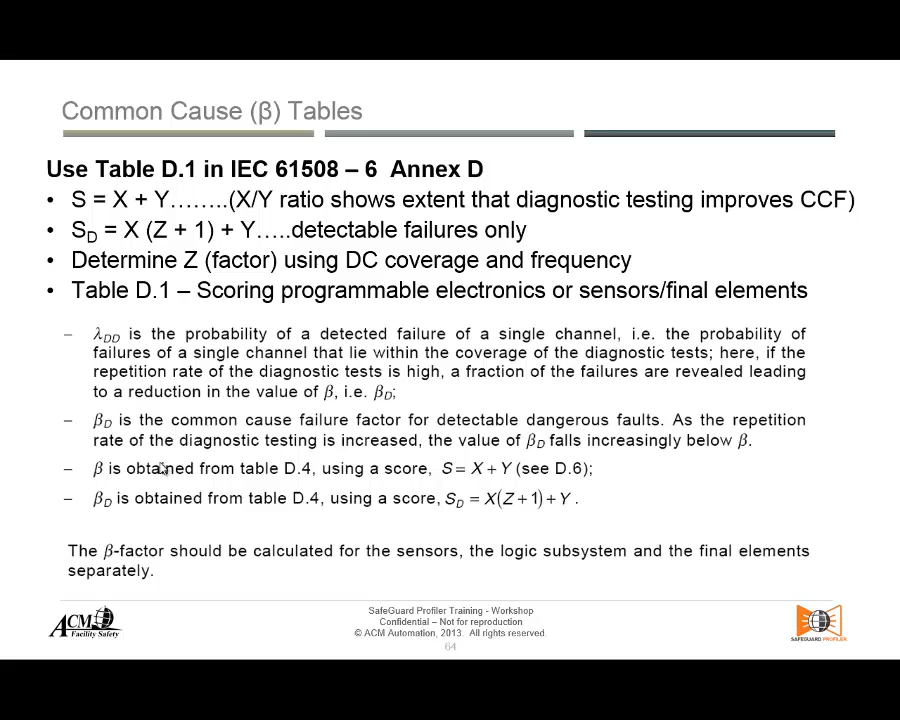 Common Cause (β) Tables
Use Table D.1 in IEC 61508 – 6 Annex D
• S = X + Y……..(X/Y ratio shows extent that diagnostic testing improves CCF)
• SD = X (Z + 1) + Y…..detectable failures only
• Determine Z (factor) using DC coverage and frequency
• Table D.1 – Scoring programmable electronics or sensors/final elements
– λDD is the probability of a detected failure of a single channel, i.e. the probability of
failures of a single channel that lie within the coverage of the diagnostic tests; here, if the
repetition rate of the diagnostic tests is high, a fraction of the failures are revealed leading
to a reduction in the value of β, i.e. βD;
– βD is the common cause failure factor for detectable dangerous faults. As the repetition
rate of the diagnostic testing is increased, the value of βD falls increasingly below β.
– β is obtained from table D.4, using a score, S = X + Y (see D.6);
– βD is obtained from table D.4, using a score, SD = X(Z + 1) + Y .
The β-factor should be calculated for the sensors, the logic subsystem and the final elements
separately.
ACM
Facility Safety
SafeGuard Profiler Training - Workshop
Confidential – Not for reproduction
© ACM Automation, 2013. All rights reserved.
64
SAFEGUARD PROFILER